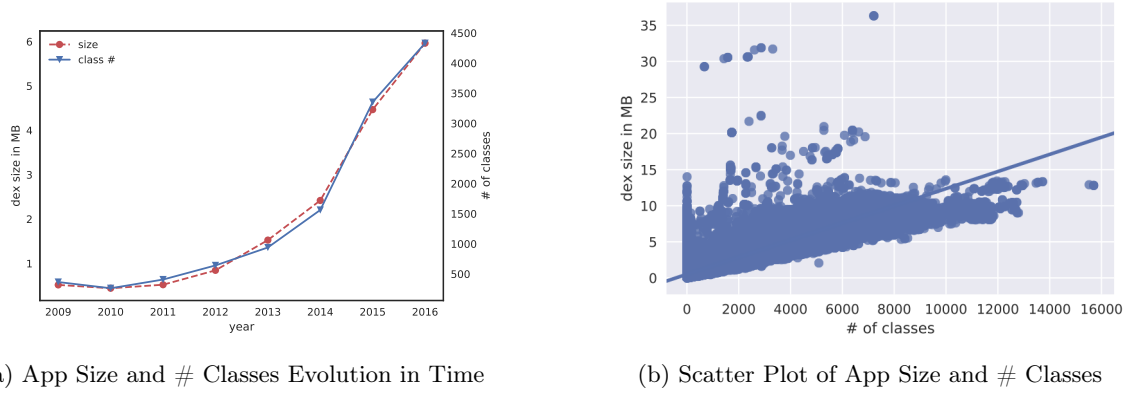 size
class #
6
5
4
3
2
1
4500
4000
3500
3000
2500
2000
1500
1000
500
dex size in MB
# of classes
2009 2010 2011 2012 2013 2014 2015 2016
year
) App Size and # Classes Evolution in Time
35
30
25
20
15
10
5
0
dex size in MB
0 2000 4000 6000 8000 10000 12000 14000 16000
# of classes
(b) Scatter Plot of App Size and # Classes